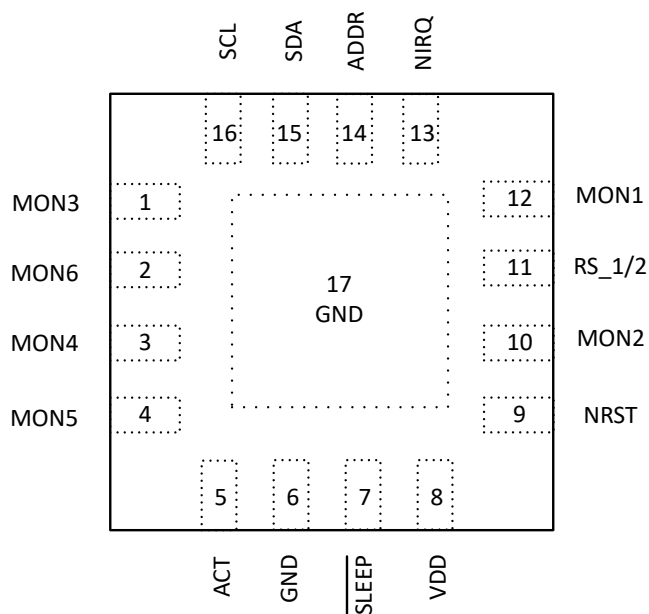 SCL
SDA
ADDR
NIRQ
16
15
14
13
MON3
1
12
MON1
MON6
2
11
RS_1/2
17
GND
MON4
3
10
MON2
MON5
4
9
NRST
5
6
7
8
ACT
GND
SLEEP
VDD